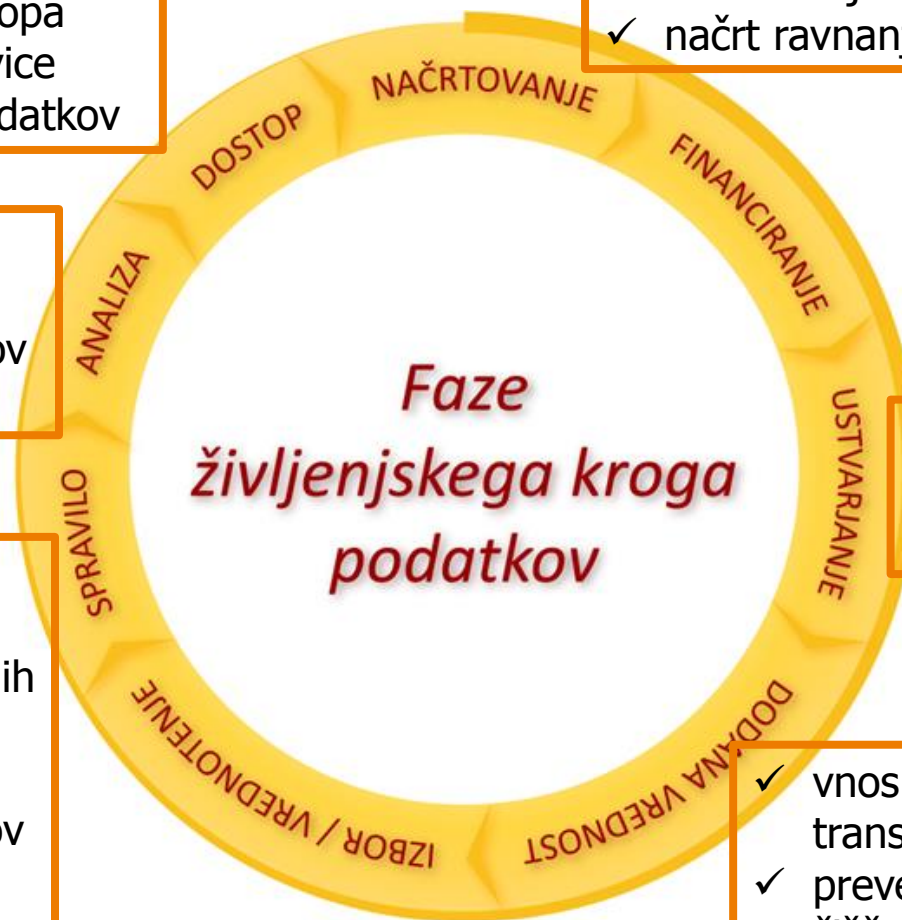 vice
datkov
načrt ravnanj
NAČRTOVANJE
FINANCIRANJE
USTVARJANJE
DODANA VREDNOST
IZBOR / VREDNOTENJE
SPRAVILO
ANALIZA
DOSTOP
Faze
življenjskega kroga
podatkov
ov
ih
ov
vnos
trans
preve